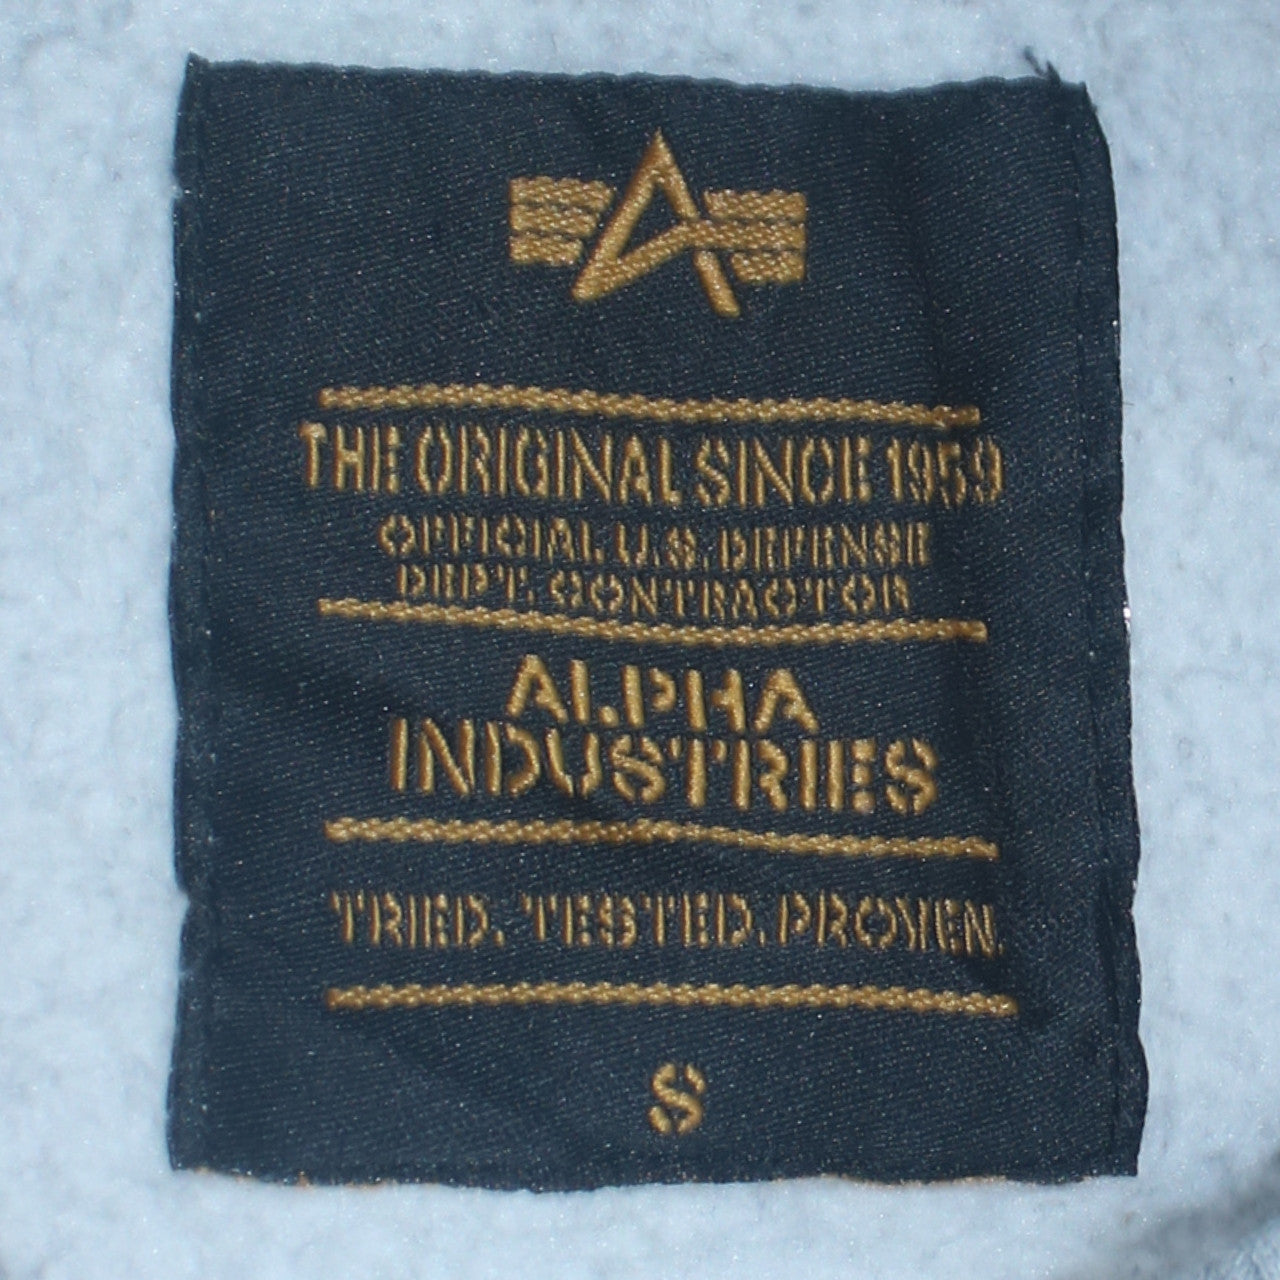 THE ORIGINAL SINCE 1959
OFFICIAL U.S. DEFENSE
DEPT. CONTRACTOR
ALPHA
INDUSTRIES
TRIED. TESTED. PROVEN.
S